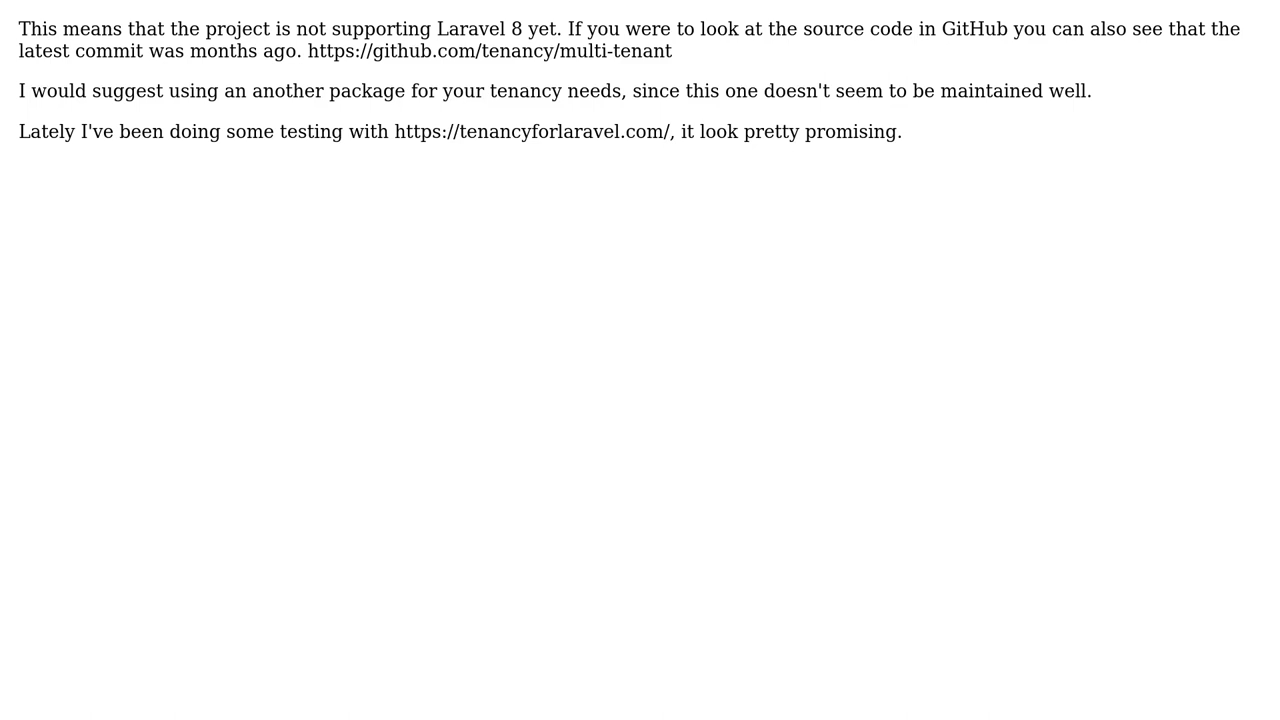 This means that the project is not supporting Laravel 8 yet. If you were to look at the source code in GitHub you can also see that the
latest commit was months ago. https://github.com/tenancy/multi-tenant
I would suggest using an another package for your tenancy needs, since this one doesn't seem to be maintained well.
Lately I've been doing some testing with https://tenancyforlaravel.com/, it look pretty promising.